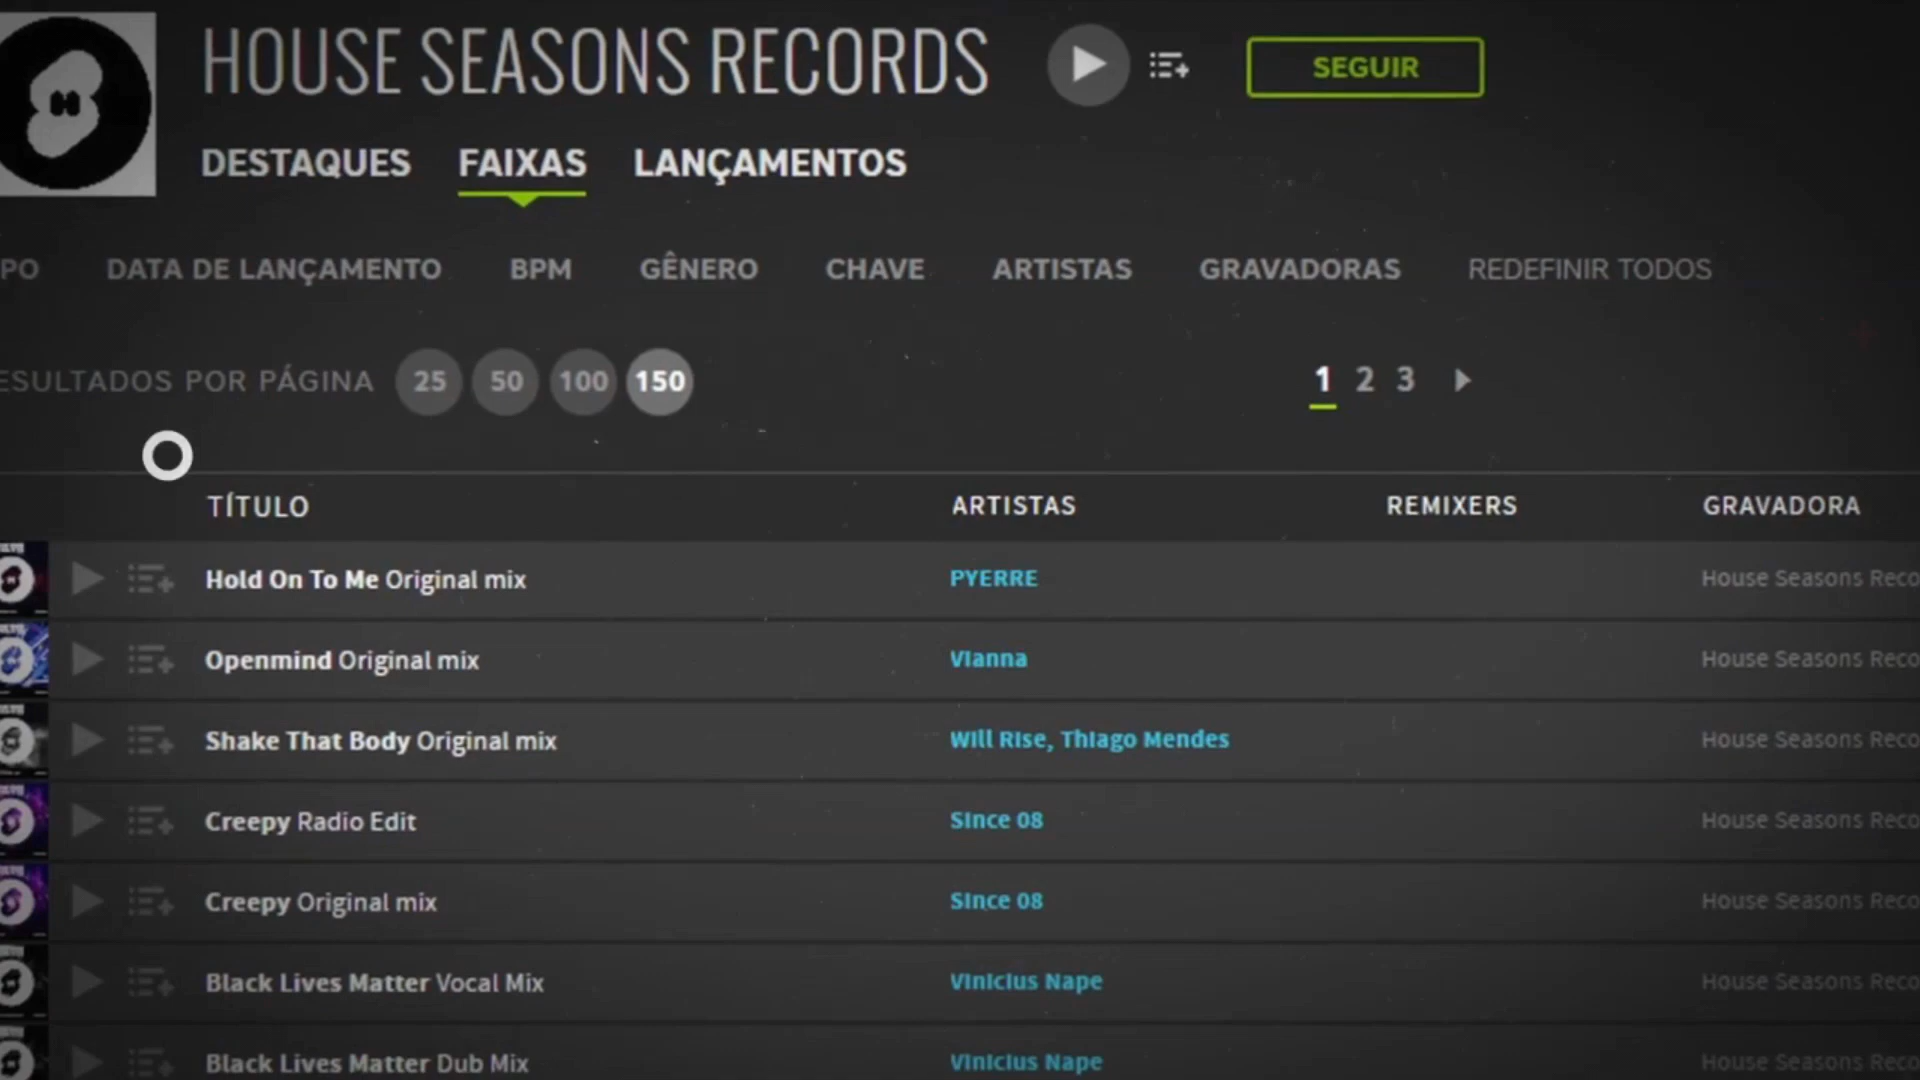 HOUSE SEASONS RECORDS SEGUIR
DESTAQUES FAIXAS LANÇAMENTOS
PO DATA DE LANÇAMENTO BPM GÊNERO CHAVE ARTISTAS GRAVADORAS REDEFINIR TODOS
ESULTADOS POR PÁGINA 25 50 100 150 1 2 3
TÍTULO ARTISTAS REMIXERS GRAVADORA
Hold On To Me Original mix PYERRE House Seasons Reco
Openmind Original mix Vianna House Seasons Reco
Shake That Body Original mix Will Rise, Thiago Mendes House Seasons Reco
Creepy Radio Edit Since 08 House Seasons Reco
Creepy Original mix Since 08 House Seasons Reco
Black Lives Matter Vocal Mix Vinicius Nape House Seasons Reco
Black Lives Matter Dub Mix Vinicius Nape House Seasons Reco